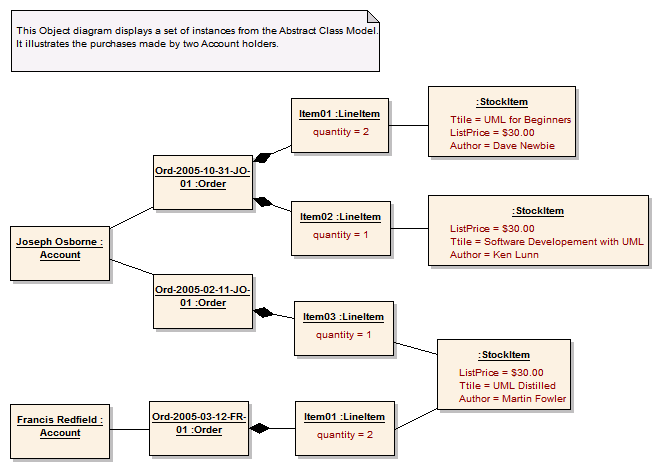 This Object diagram displays a set of instances from the Abstract Class Model.
It illustrates the purchases made by two Account holders.
Item01 :LineItem
quantity = 2
:StockItem
Ttile = UML for Beginners
ListPrice = $30.00
Author = Dave Newbie
Ord-2005-10-31-JO-
01 :Order
Item02 :LineItem
quantity = 1
:StockItem
ListPrice = $30.00
Ttile = Software Developement with UML
Author = Ken Lunn
Joseph Osborne :
Account
Ord-2005-02-11-JO-
01 :Order
Item03 :LineItem
quantity = 1
:StockItem
ListPrice = $30.00
Ttile = UML Distilled
Author = Martin Fowler
Francis Redfield :
Account
Ord-2005-03-12-FR-
01 :Order
Item01 :LineItem
quantity = 2